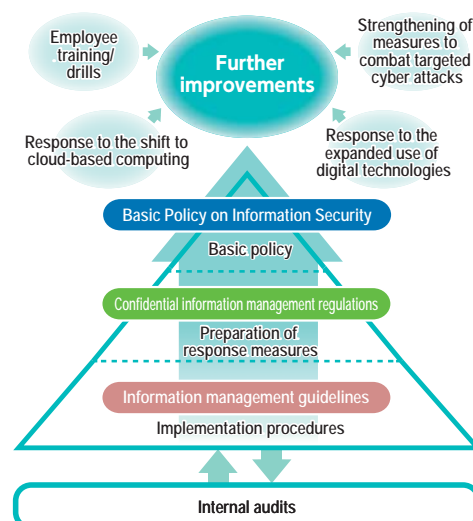 Employee
training/
drills
Strengthening of
measures to
combat targeted
cyber attacks
Further
improvements
Response to the shift to
cloud-based computing
Response to the
expanded use of
digital technologies
Basic Policy on Information Security
Basic policy
Confidential information management regulations
Preparation of
response measures
Information management guidelines
Implementation procedures
Internal audits